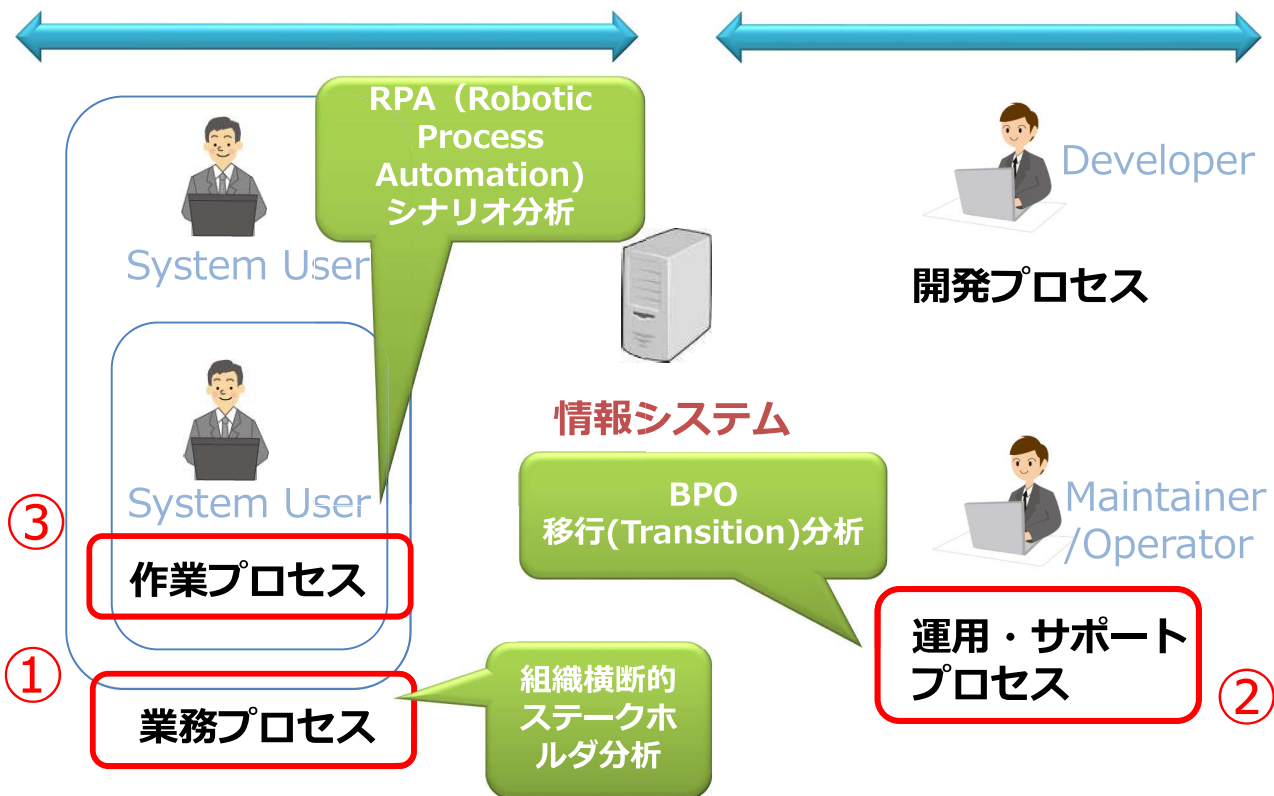 RPA（Robotic
Process
Automation)
シナリオ分析
System User
Developer
開発プロセス
情報システム
System User
③
作業プロセス
BPO
移行(Transition)分析
Maintainer
/Operator
運用・サポート
プロセス
②
①
業務プロセス
組織横断的
ステークホ
ルダ分析